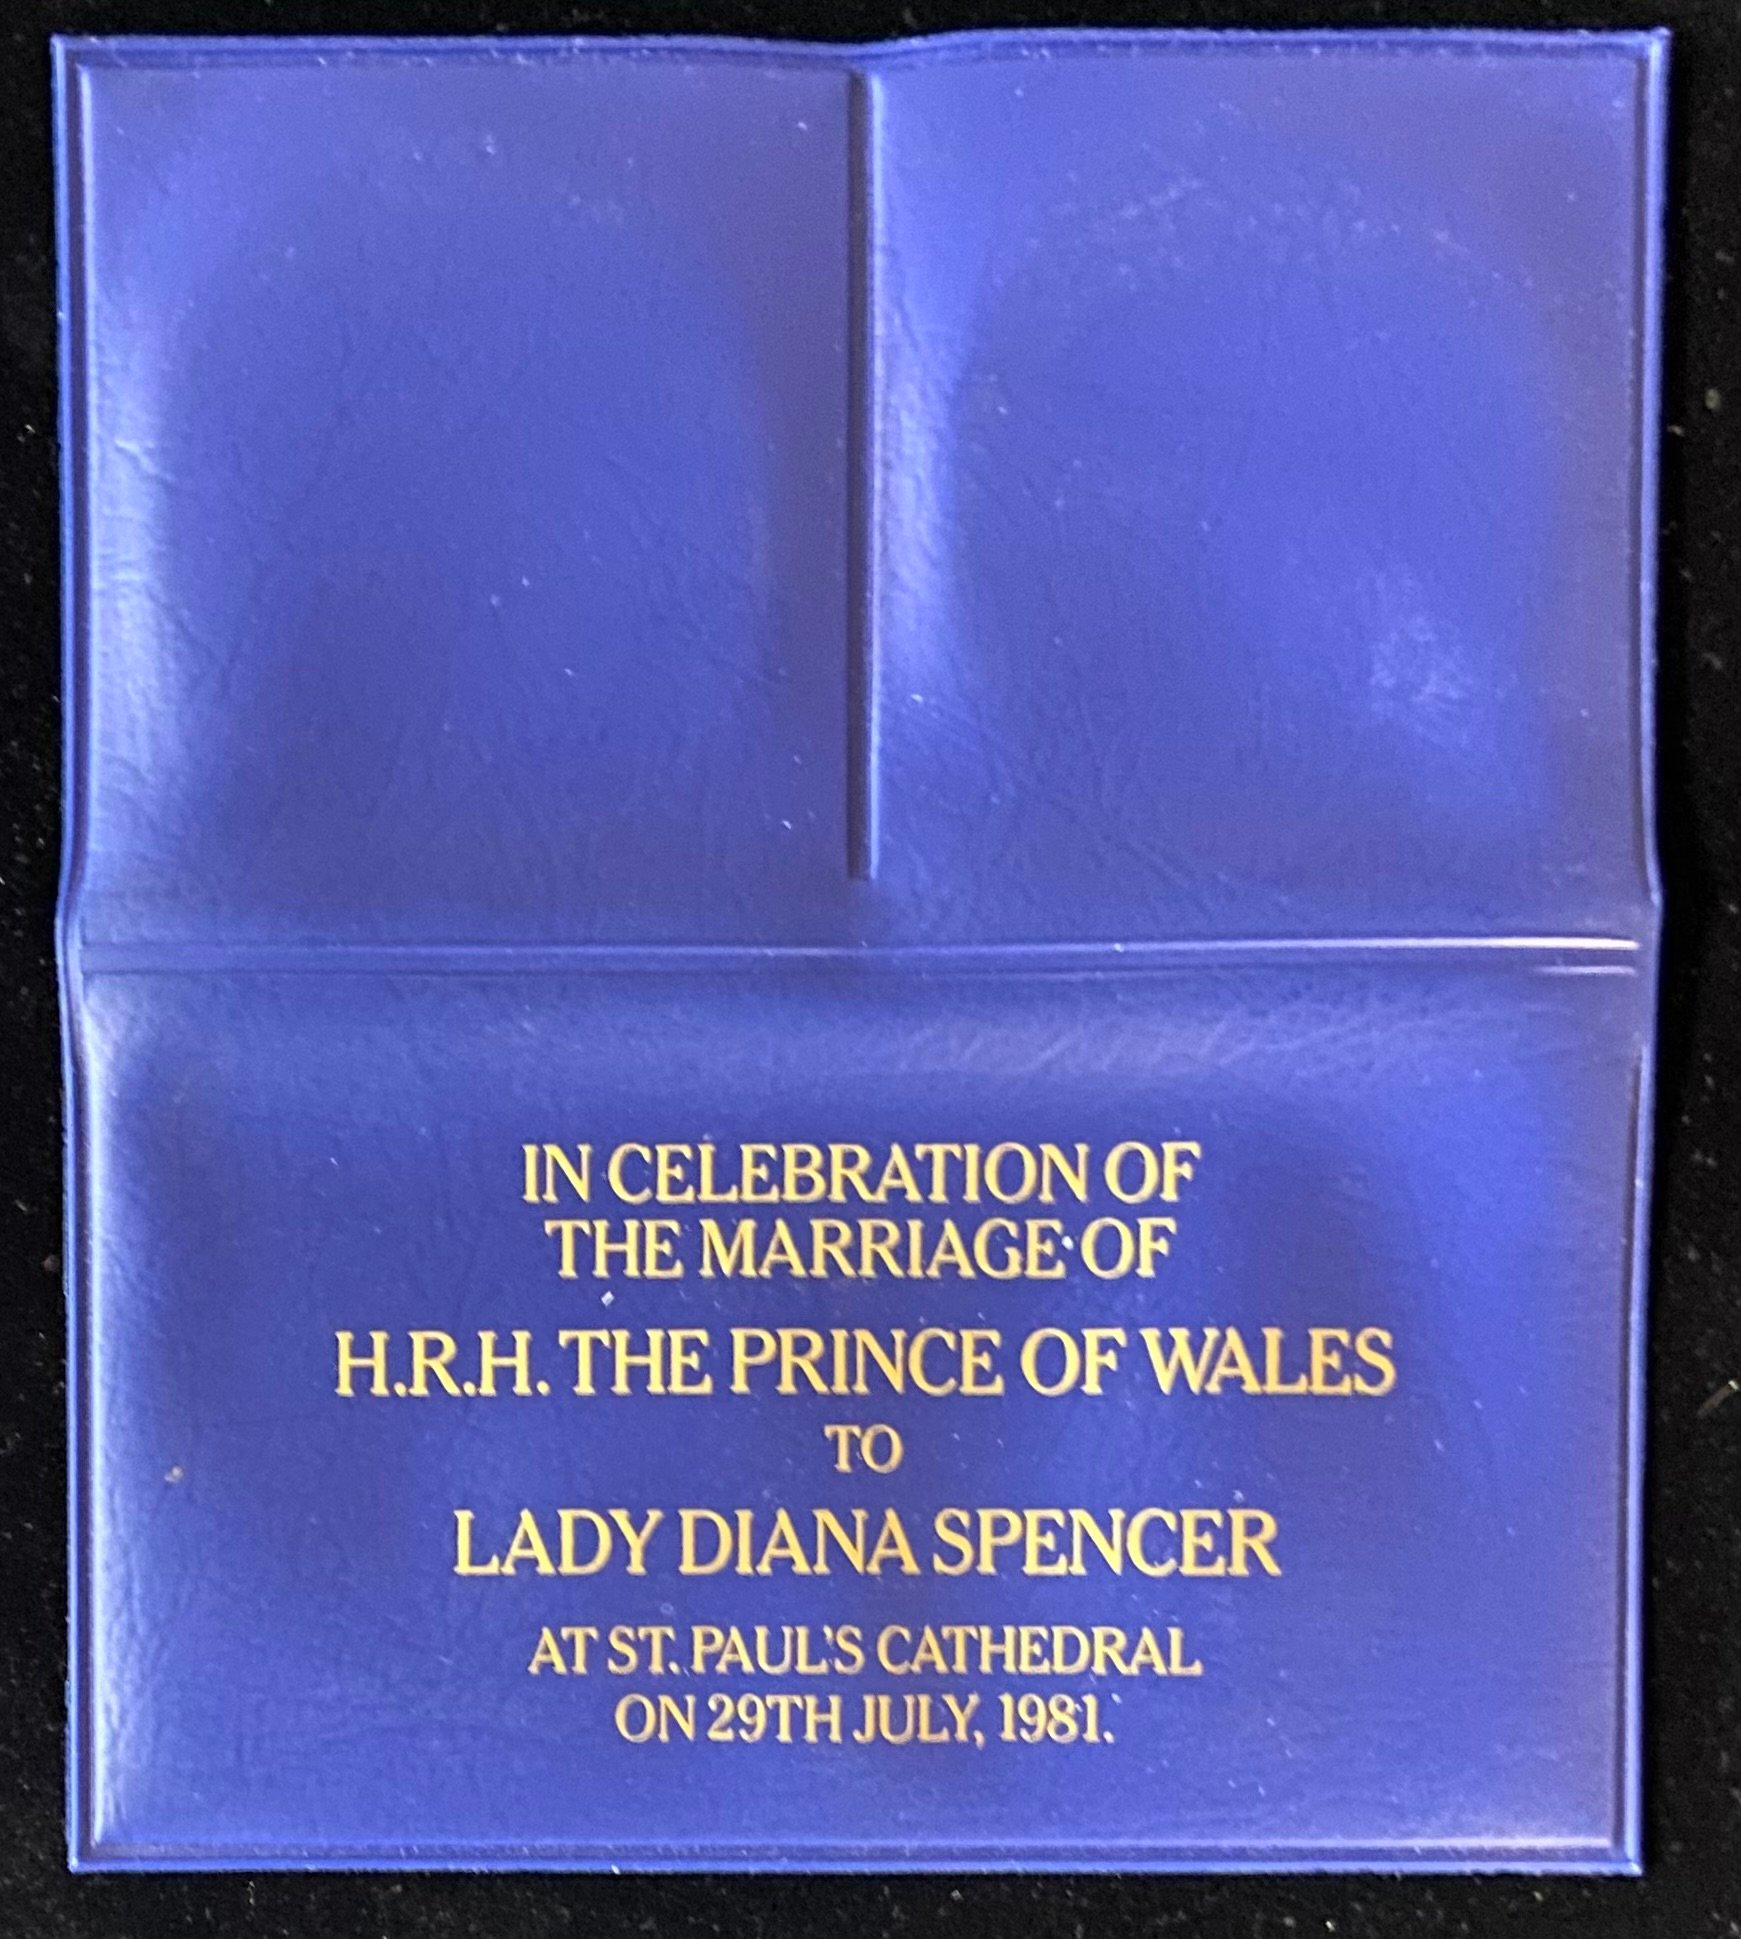 IN CELEBRATION OF
THE MARRIAGE OF
H.R.H. THE PRINCE OF WALES
TO
LADY DIANA SPENCER
AT ST. PAUL'S CATHEDRAL
ON 29TH JULY, 1981.